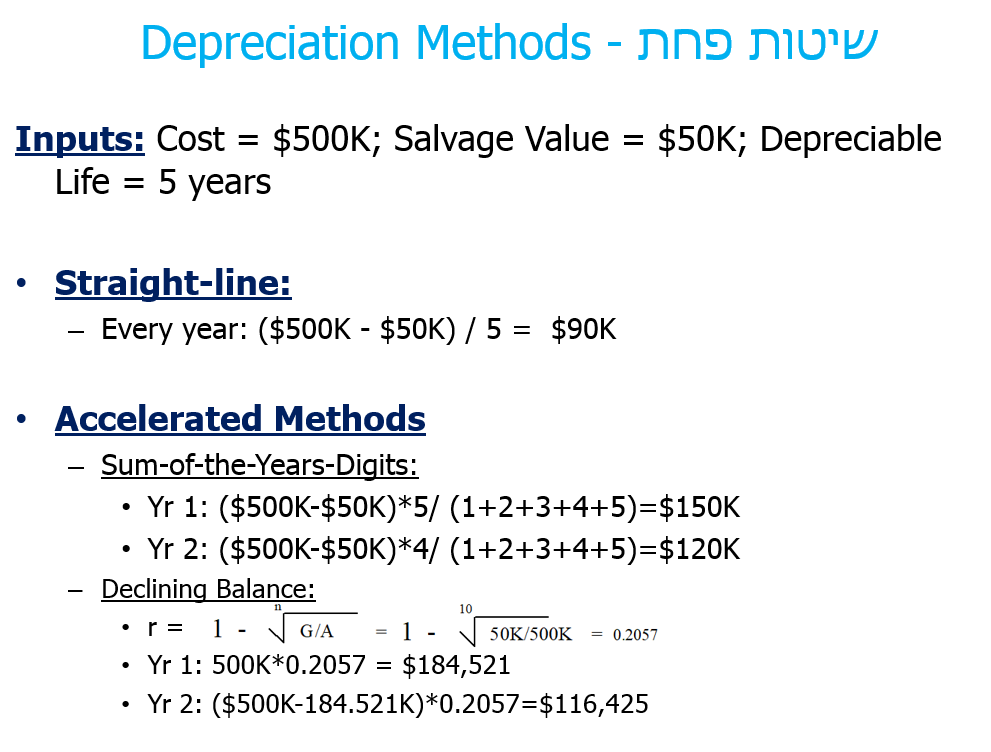 Depreciation Methods - שיטות פחת
Inputs: Cost = $500K; Salvage Value = $50K; Depreciable
Life = 5 years
• Straight-line:
– Every year: ($500K - $50K) / 5 = $90K
• Accelerated Methods
– Sum-of-the-Years-Digits:
• Yr 1: ($500K-$50K)*5/ (1+2+3+4+5)=$150K
• Yr 2: ($500K-$50K)*4/ (1+2+3+4+5)=$120K
– Declining Balance:
• r = 1 - ⁿ√G/A = 1 - ¹⁰√50K/500K = 0.2057
• Yr 1: 500K*0.2057 = $184,521
• Yr 2: ($500K-184.521K)*0.2057=$116,425